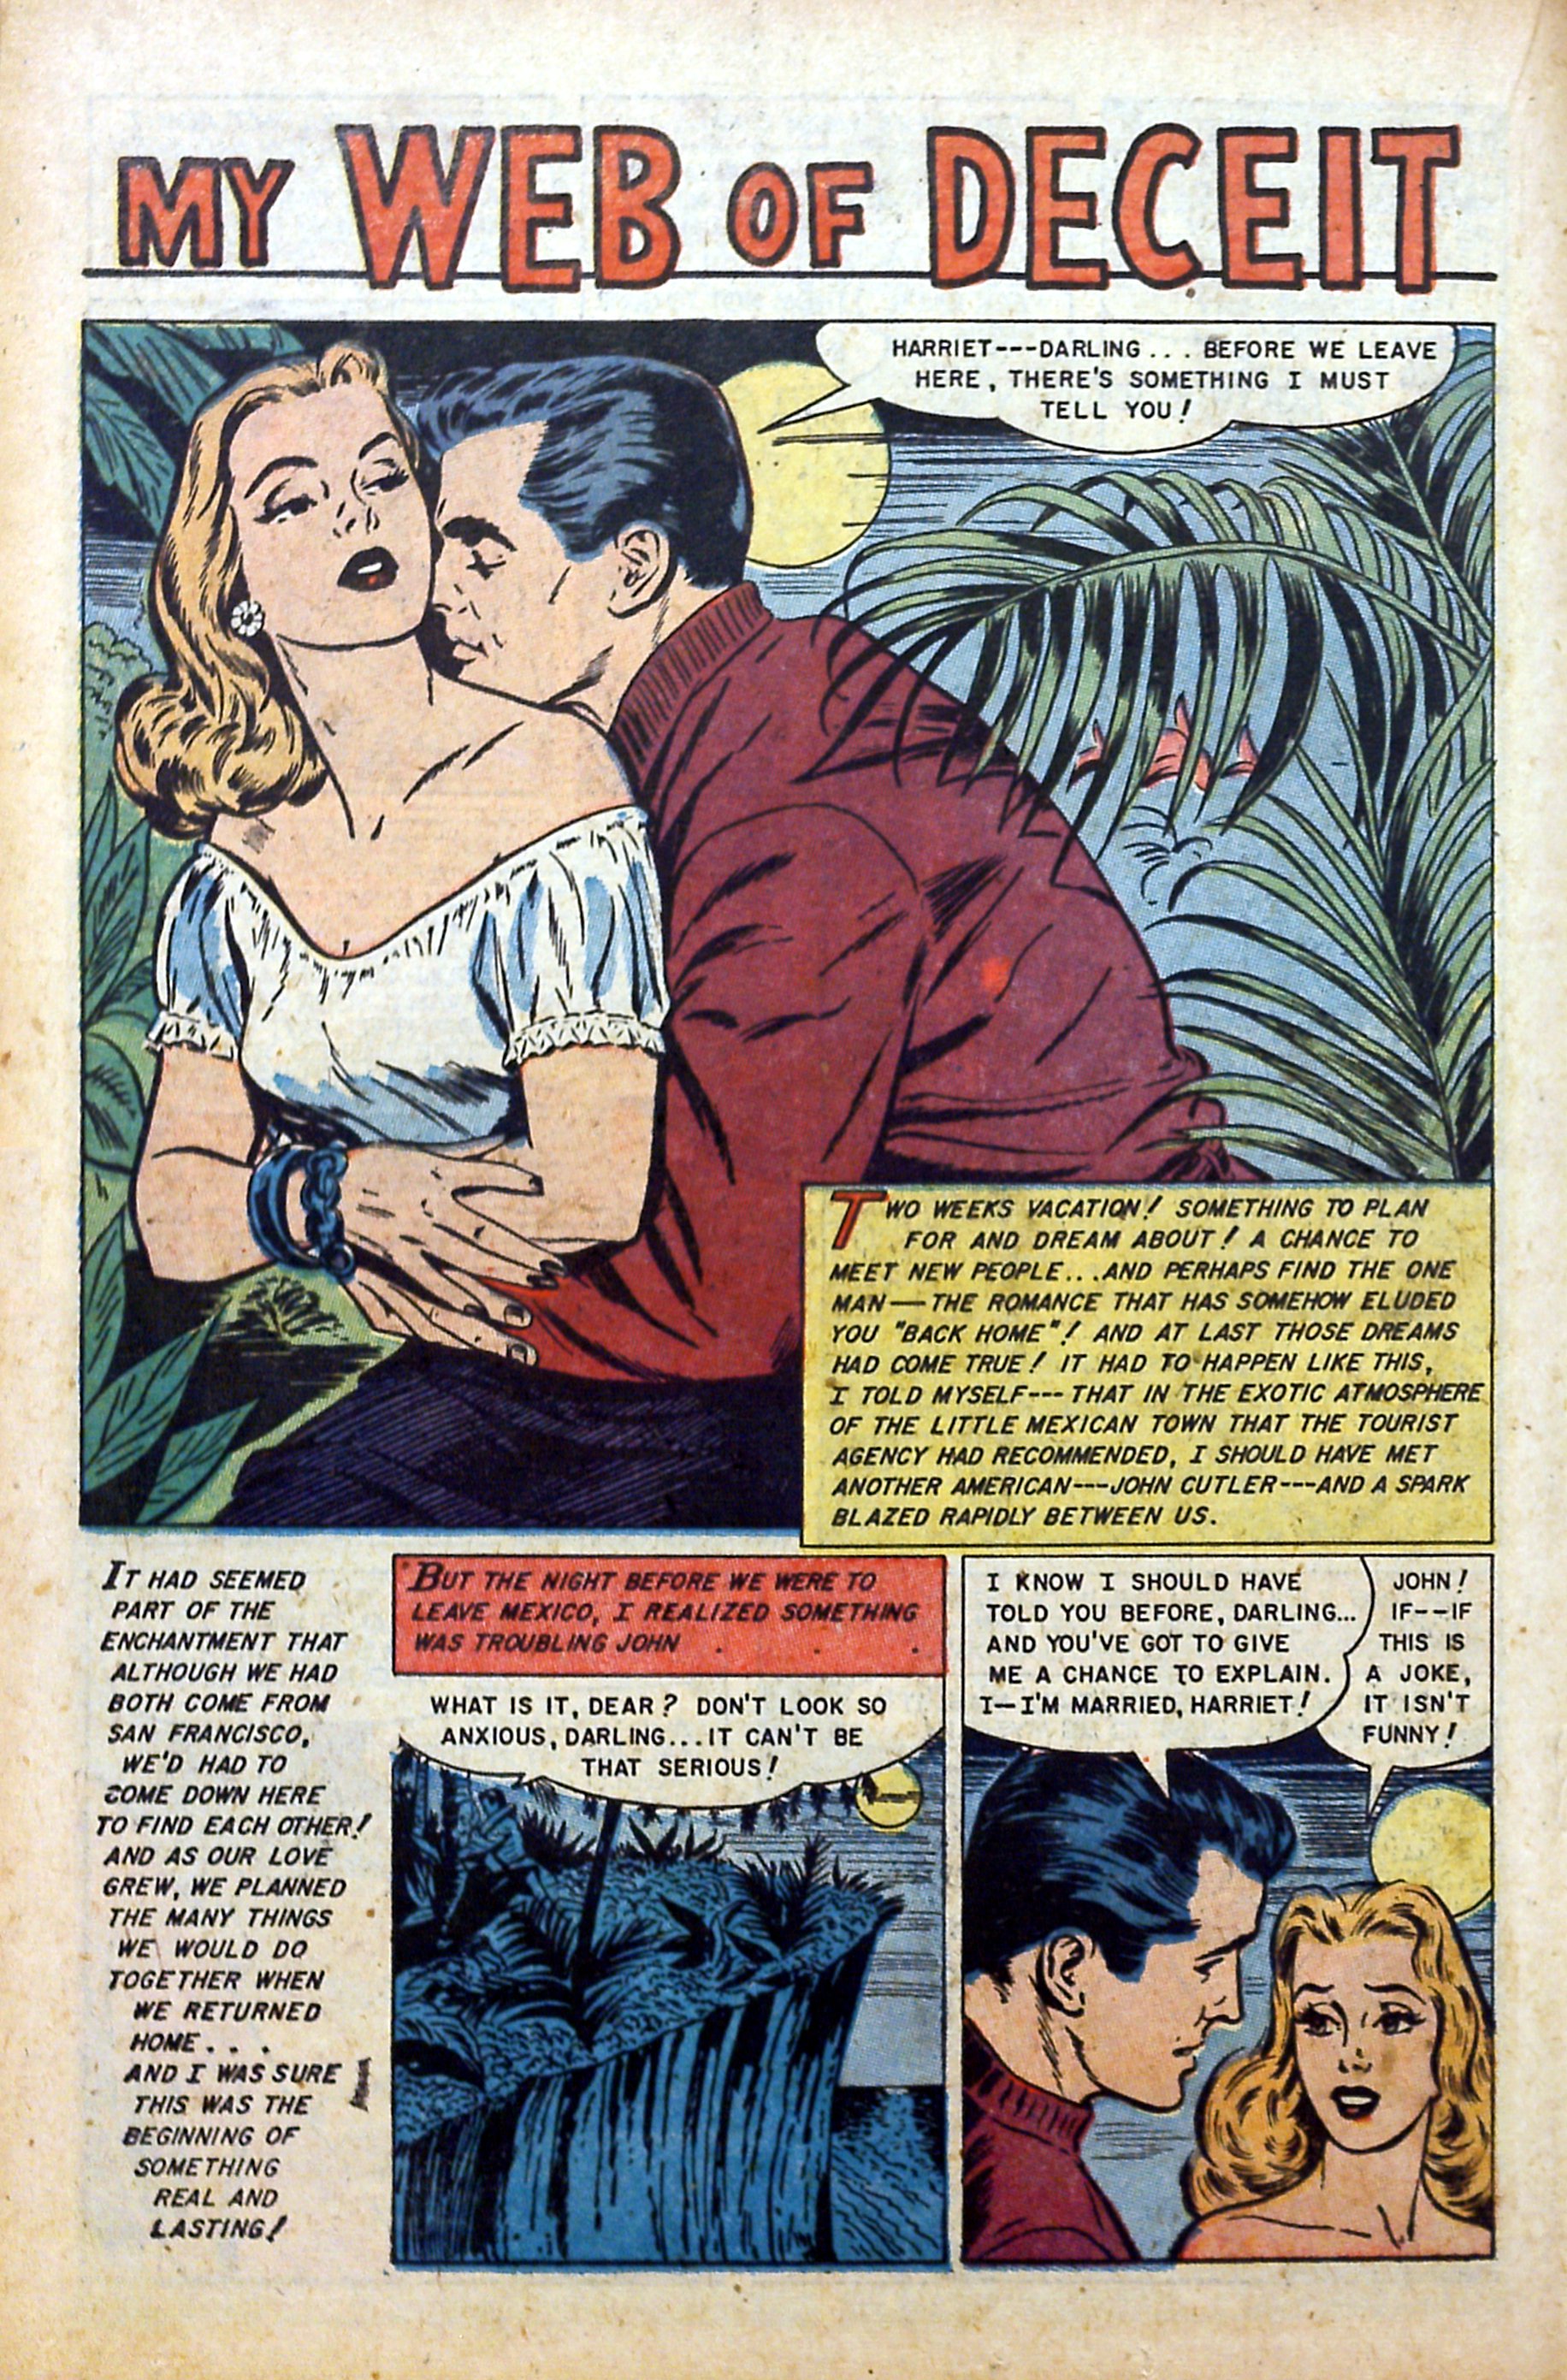 MY WEB OF DECEIT
HARRIET---DARLING... BEFORE WE LEAVE
HERE, THERE'S SOMETHING I MUST
TELL YOU!
TWO WEEKS VACATION! SOMETHING TO PLAN
FOR AND DREAM ABOUT! A CHANCE TO
MEET NEW PEOPLE...AND PERHAPS FIND THE ONE
MAN—THE ROMANCE THAT HAS SOMEHOW ELUDED
YOU "BACK HOME"! AND AT LAST THOSE DREAMS
HAD COME TRUE! IT HAD TO HAPPEN LIKE THIS,
I TOLD MYSELF---THAT IN THE EXOTIC ATMOSPHERE
OF THE LITTLE MEXICAN TOWN THAT THE TOURIST
AGENCY HAD RECOMMENDED, I SHOULD HAVE MET
ANOTHER AMERICAN---JOHN CUTLER---AND A SPARK
BLAZED RAPIDLY BETWEEN US.
IT HAD SEEMED
PART OF THE
ENCHANTMENT THAT
ALTHOUGH WE HAD
BOTH COME FROM
SAN FRANCISCO,
WE'D HAD TO
COME DOWN HERE
TO FIND EACH OTHER!
AND AS OUR LOVE
GREW, WE PLANNED
THE MANY THINGS
WE WOULD DO
TOGETHER WHEN
WE RETURNED
HOME...
AND I WAS SURE
THIS WAS THE
BEGINNING OF
SOMETHING
REAL AND
LASTING!
BUT THE NIGHT BEFORE WE WERE TO
LEAVE MEXICO, I REALIZED SOMETHING
WAS TROUBLING JOHN . . .
WHAT IS IT, DEAR? DON'T LOOK SO
ANXIOUS, DARLING...IT CAN'T BE
THAT SERIOUS!
I KNOW I SHOULD HAVE
TOLD YOU BEFORE, DARLING...
AND YOU'VE GOT TO GIVE
ME A CHANCE TO EXPLAIN.
I—I'M MARRIED, HARRIET!
JOHN!
IF--IF
THIS IS
A JOKE,
IT ISN'T
FUNNY!